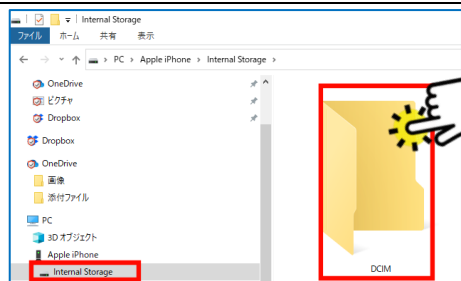 Internal Storage
ファイル ホーム 共有 表示
PC › Apple iPhone › Internal Storage ›
OneDrive
ピクチャ
Dropbox
Dropbox
OneDrive
画像
添付ファイル
PC
3D オブジェクト
Apple iPhone
Internal Storage
DCIM